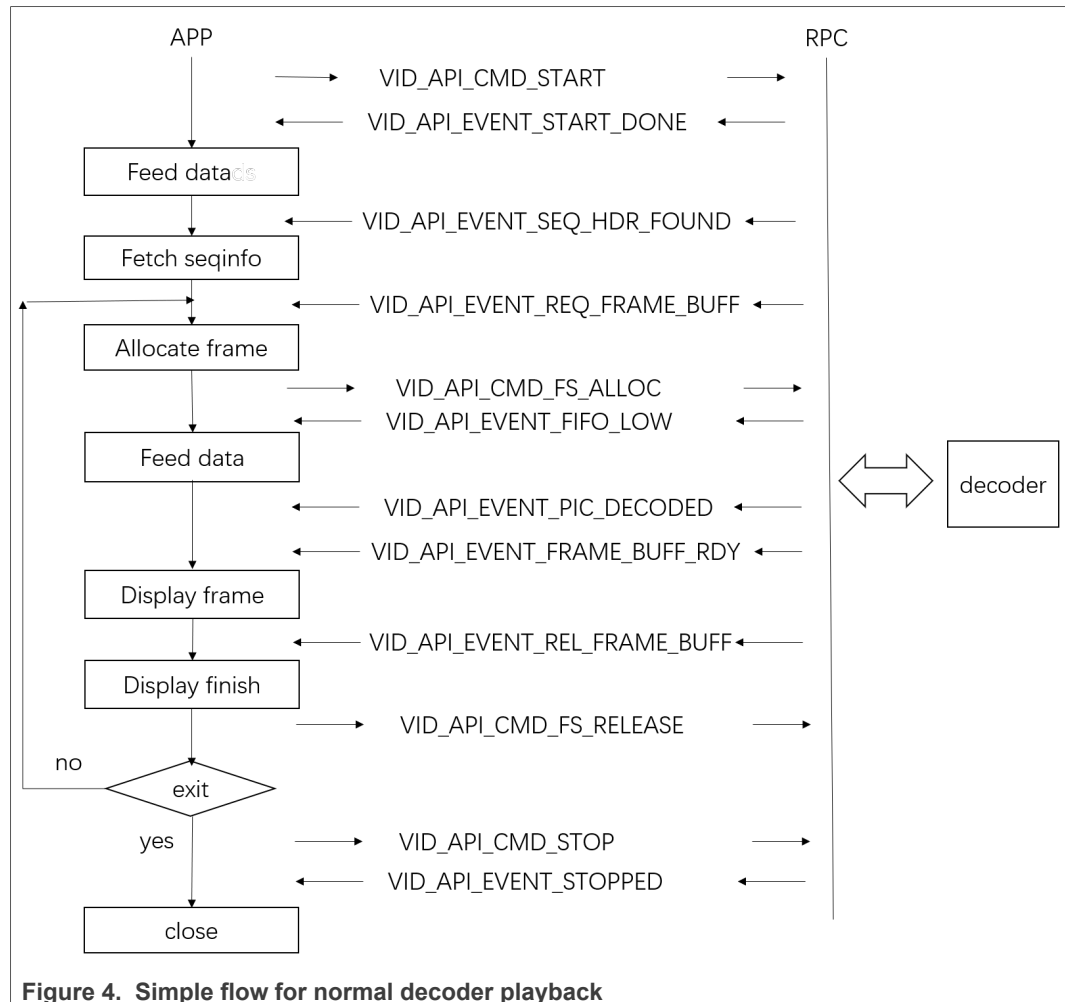 APP RPC
VID_API_CMD_START
VID_API_EVENT_START_DONE
Feed data
VID_API_EVENT_SEQ_HDR_FOUND
Fetch seqinfo
VID_API_EVENT_REQ_FRAME_BUFF
Allocate frame
VID_API_CMD_FS_ALLOC
VID_API_EVENT_FIFO_LOW
Feed data
decoder
VID_API_EVENT_PIC_DECODED
VID_API_EVENT_FRAME_BUFF_RDY
Display frame
VID_API_EVENT_REL_FRAME_BUFF
Display finish
VID_API_CMD_FS_RELEASE
no
exit
yes
VID_API_CMD_STOP
VID_API_EVENT_STOPPED
close
Figure 4. Simple flow for normal decoder playback